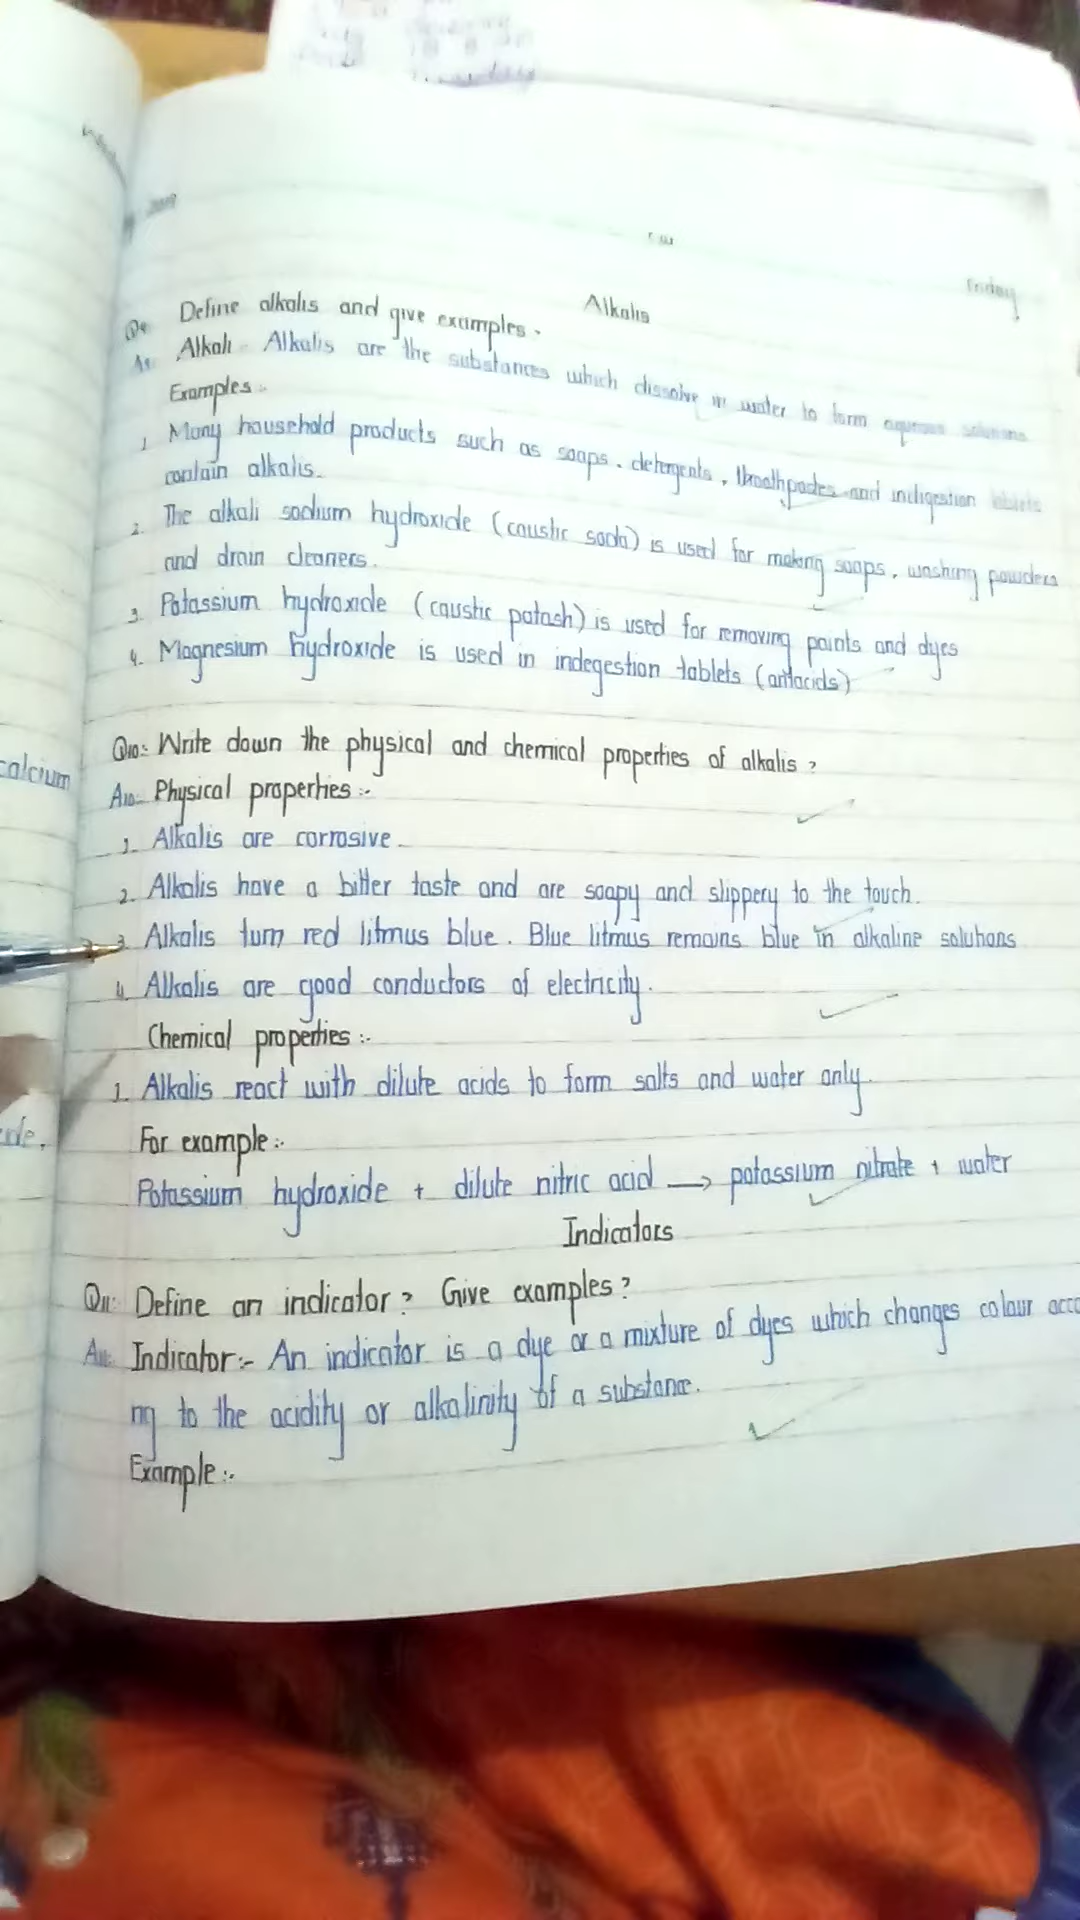 Friday
Alkalis
Q9: Define alkalis and give examples.
Alkali - Alkalis are the substances which dissolve in water to form aqueous solutions
Examples:-
1. Many household products such as soaps, detergents, thoothpastes and indigestion tablets
contain alkalis.
2. The alkali sodium hydroxide (caustic soda) is used for making soaps, washing powders
and drain cleaners.
3. Potassium hydroxide (caustic potash) is used for removing paints and dyes
4. Magnesium hydroxide is used in indegestion tablets (antacids)
Q10:- Write down the physical and chemical properties of alkalis ?
calcium
A10:- Physical properties :-
1. Alkalis are corrosive.
2. Alkalis have a bitter taste and are soapy and slippery to the touch.
3. Alkalis turn red litmus blue. Blue litmus remains blue in alkaline solutions
4. Alkalis are good conductors of electricity.
Chemical properties :-
1. Alkalis react with dilute acids to form salts and water only.
For example :-
Potassium hydroxide + dilute nitric acid → potassium nitrate + water
Indicators
Q11: Define an indicator? Give examples?
A11: Indicator:- An indicator is a dye or a mixture of dyes which changes colour acco
ng to the acidity or alkalinity of a substance.
Example :-